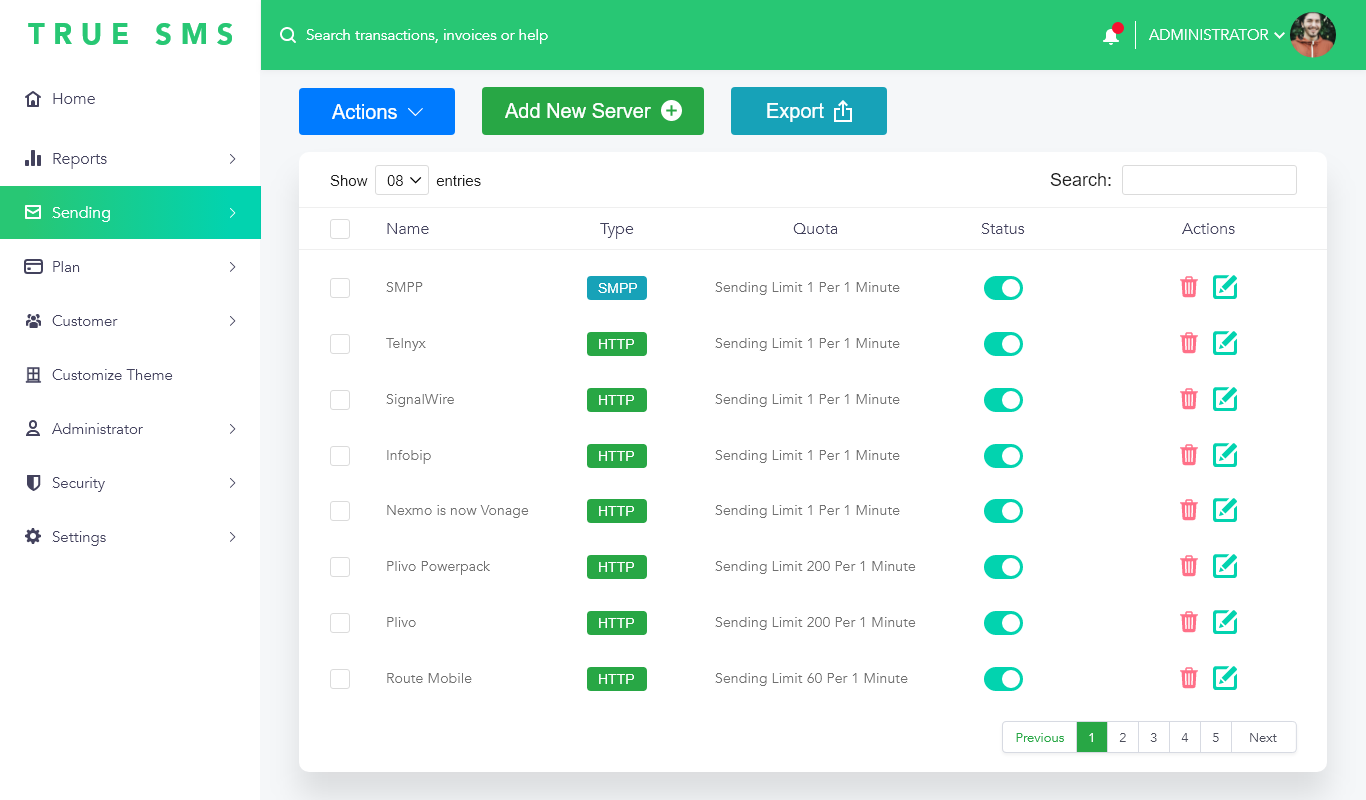 TRUE SMS
Search transactions, invoices or help
ADMINISTRATOR
Home
Reports
Sending
Plan
Customer
Customize Theme
Administrator
Security
Settings
Actions
Add New Server
Export
Show 08 entries
Search:
Name Type Quota Status Actions
SMPP SMPP Sending Limit 1 Per 1 Minute
Telnyx HTTP Sending Limit 1 Per 1 Minute
SignalWire HTTP Sending Limit 1 Per 1 Minute
Infobip HTTP Sending Limit 1 Per 1 Minute
Nexmo is now Vonage HTTP Sending Limit 1 Per 1 Minute
Plivo Powerpack HTTP Sending Limit 200 Per 1 Minute
Plivo HTTP Sending Limit 200 Per 1 Minute
Route Mobile HTTP Sending Limit 60 Per 1 Minute
Previous 1 2 3 4 5 Next